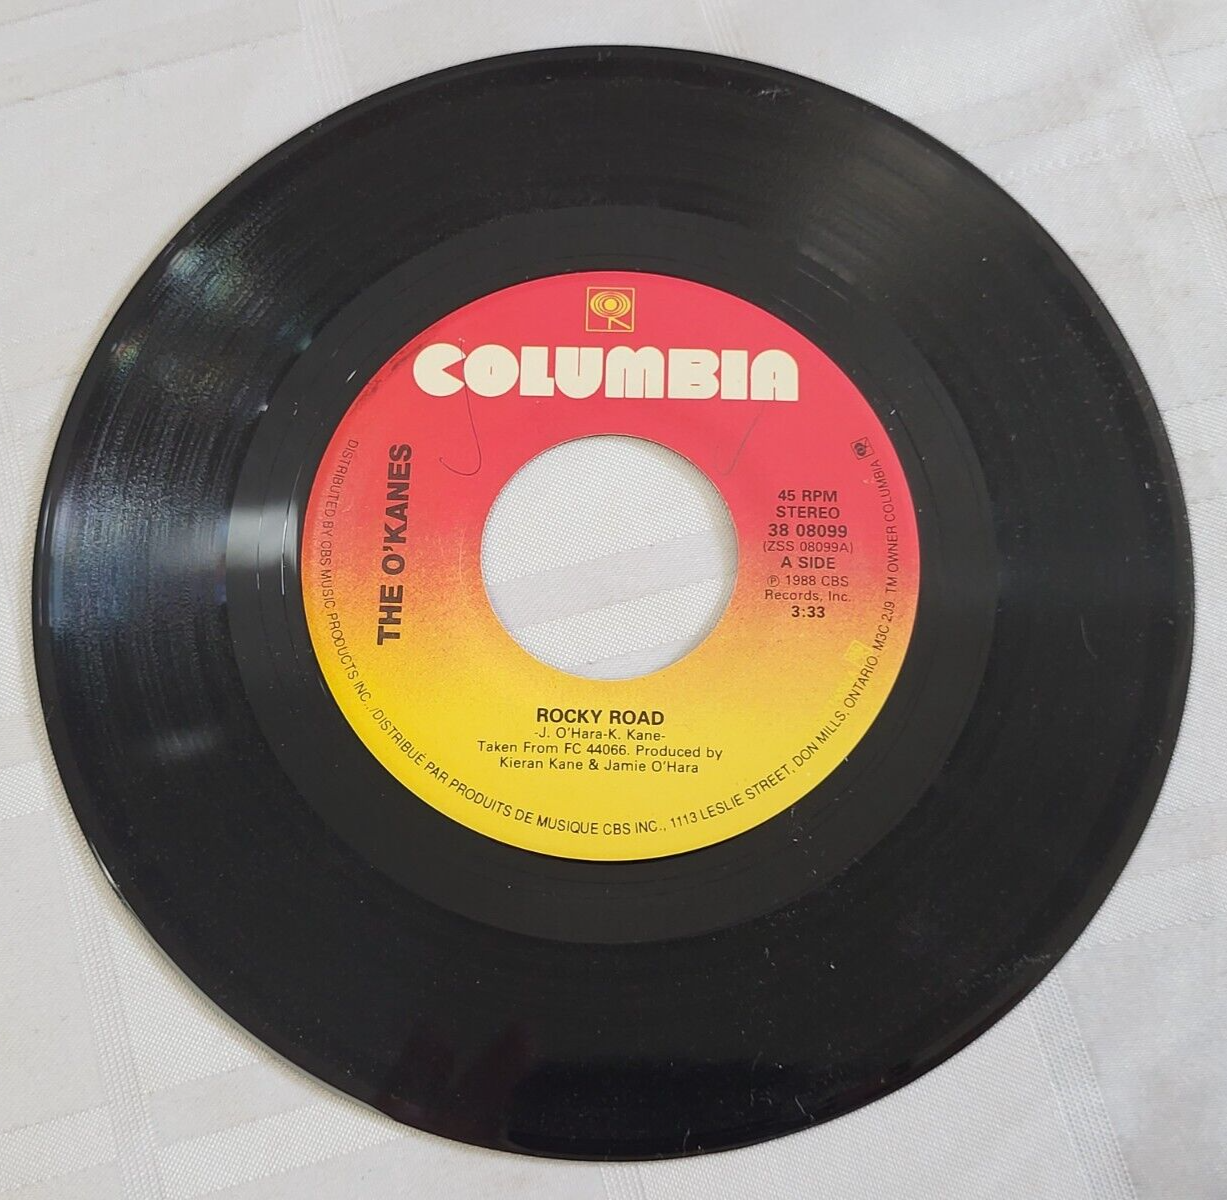 COLUMBIA
THE O'KANES
45 RPM
STEREO
38 08099
(ZSS 08099A)
A SIDE
℗ 1988 CBS
Records, Inc.
3:33
ROCKY ROAD
-J. O'Hara-K. Kane-
Taken From FC 44066. Produced by
Kieran Kane & Jamie O'Hara
DISTRIBUTED BY CBS MUSIC PRODUCTS INC., /DISTRIBUÉ PAR PRODUITS DE MUSIQUE CBS INC., 1113 LESLIE STREET, DON MILLS, ONTARIO. M3C 2J9. TM OWNER COLUMBIA